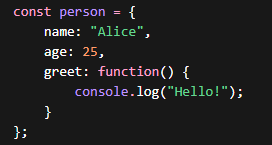 const person = {
    name: "Alice",
    age: 25,
    greet: function() {
        console.log("Hello!");
    }
};